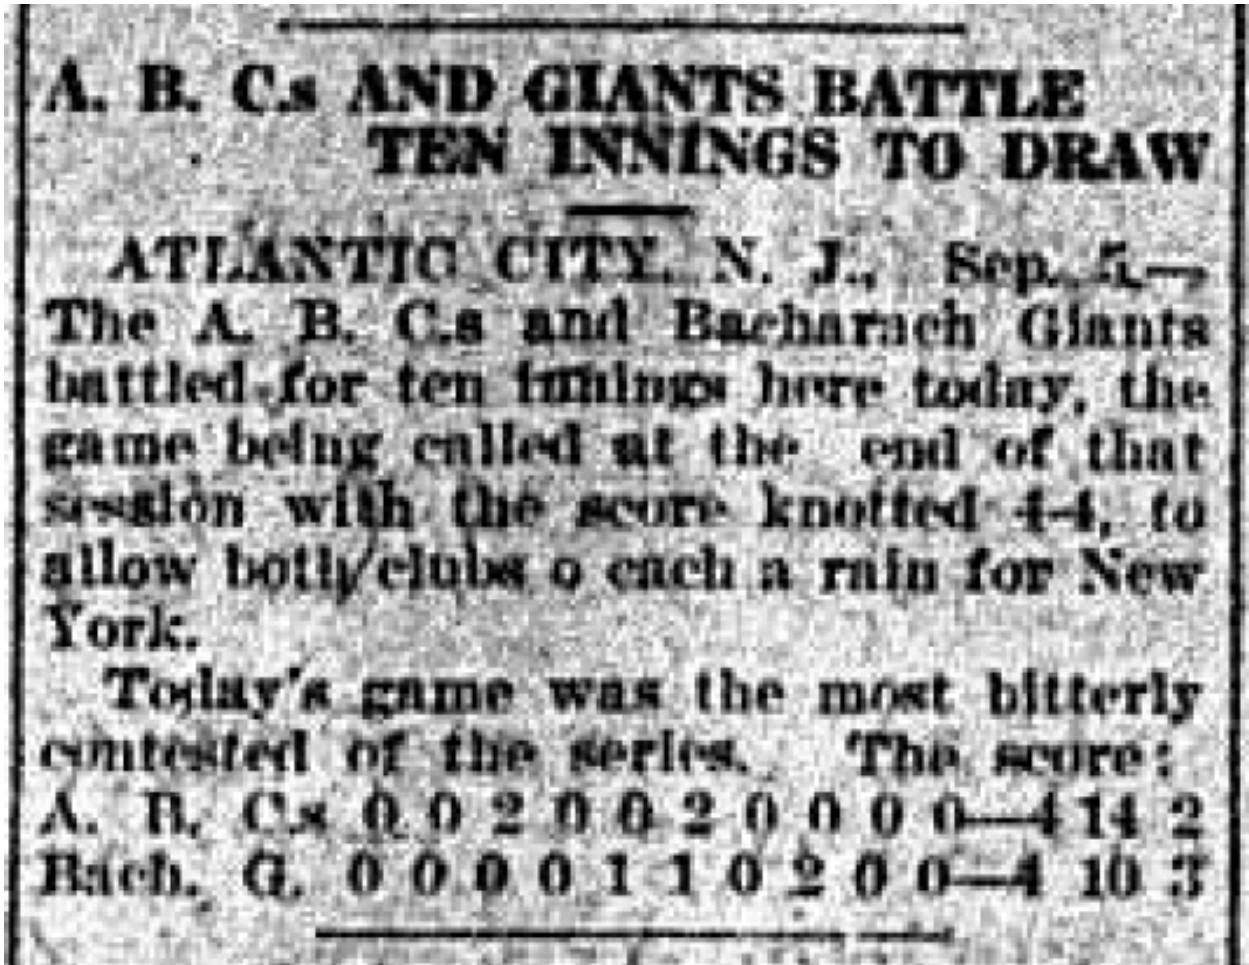 A. B. C.s AND GIANTS BATTLE
TEN INNINGS TO DRAW
ATLANTIC CITY, N. J., Sep. 5.—
The A. B. C.s and Bacharach Giants
battled for ten innings here today, the
game being called at the end of that
session with the score knotted 4-4, to
allow both clubs o cach a rain for New
York.
Today's game was the most bitterly
contested of the series. The score:
A. B. C.s 0 0 2 0 0 2 0 0 0 0—4 14 2
Bach. G. 0 0 0 0 1 1 0 2 0 0—4 10 3